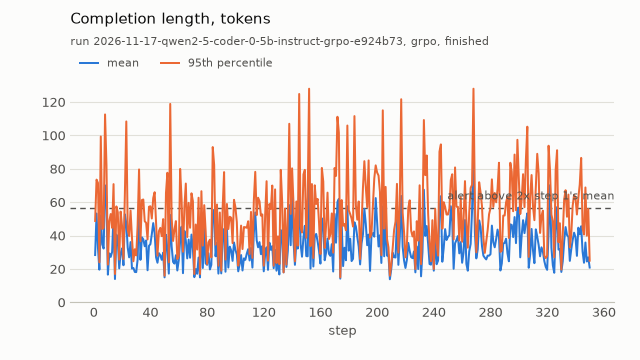 Completion length, tokens
run 2026-11-17-qwen2-5-coder-0-5b-instruct-grpo-e924b73, grpo, finished
mean 95th percentile
120
100
80
alert above 2x step 1's mean
60
40
20
0
0 40 80 120 160 200 240 280 320 360
step